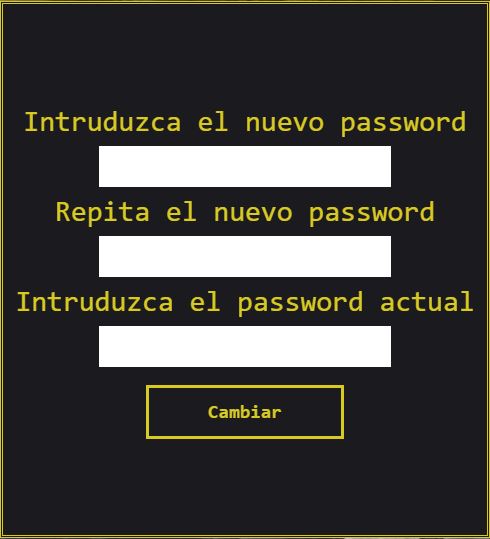 Intruduzca el nuevo password
Repita el nuevo password
Intruduzca el password actual
Cambiar